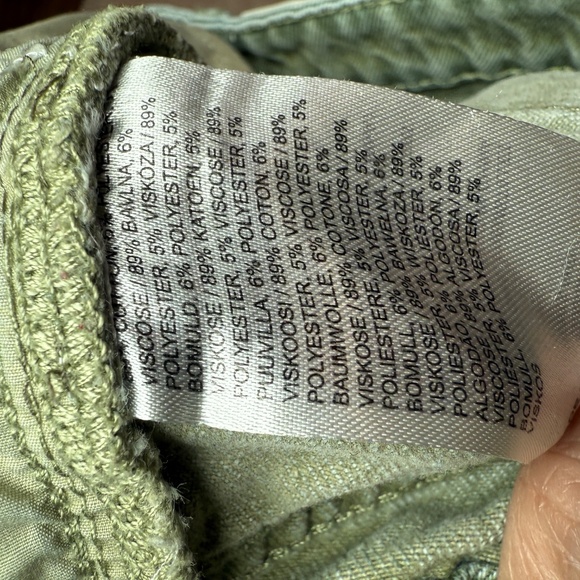 VISCOSE / 89% BAVLNA, 6%
POLYESTER, 5% VISKOZA / 89%
BOMULD, 6% POLYESTER, 5%
VISKOSE / 89% KATOEN, 6%
POLYESTER, 5% VISCOSE / 89%
PUUVILLA, 6% POLYESTER, 5%
VISKOOSI / 89% COTON, 6%
POLYESTER, 5% VISCOSE / 89%
BAUMWOLLE, 6% POLYESTER, 5%
VISKOSE / 89% COTONE, 6%
POLIESTERE, 5% VISCOSA / 89%
BOMULL, 6% POLYESTER, 5%
VISKOSE / 89% BAWEŁNA, 6%
POLIESTER, 5% WISKOZA / 89%
ALGODÃO, 6% POLIESTER, 5%
VISCOSE / 89% ALGODÓN, 6%
POLIESTER, 5% VISCOSA / 89%
BOMULL, 6% POLYESTER, 5%
VISKOS